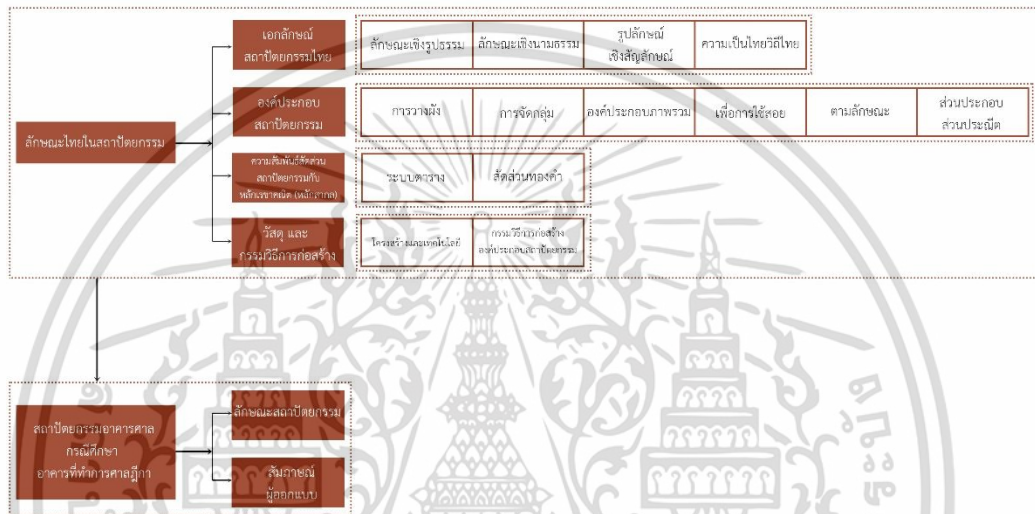 เอกลักษณ์
สถาปัตยกรรมไทย
ลักษณะเชิงรูปธรรม
ลักษณะเชิงนามธรรม
รูปลักษณ์
เชิงสัญลักษณ์
ความเป็นไทยวิถีไทย
ลักษณะไทยในสถาปัตยกรรม
องค์ประกอบ
สถาปัตยกรรม
การวางผัง
การจัดกลุ่ม
องค์ประกอบภาพรวม
เพื่อการใช้สอย
ตามลักษณะ
ส่วนประกอบ
ส่วนประณีต
ความสัมพันธ์สัดส่วน
สถาปัตยกรรมกับ
หลักเรขาคณิต (หลักสากล)
ระบบตาราง
สัดส่วนทองคำ
วัสดุ และ
กรรมวิธีการก่อสร้าง
โครงสร้างและเทคโนโลยี
กรรมวิธีการก่อสร้าง
องค์ประกอบสถาปัตยกรรม
สถาปัตยกรรมอาคารศาล
กรณีศึกษา
อาคารที่ทำการศาลฎีกา
ลักษณะสถาปัตยกรรม
สัมภาษณ์
ผู้ออกแบบ